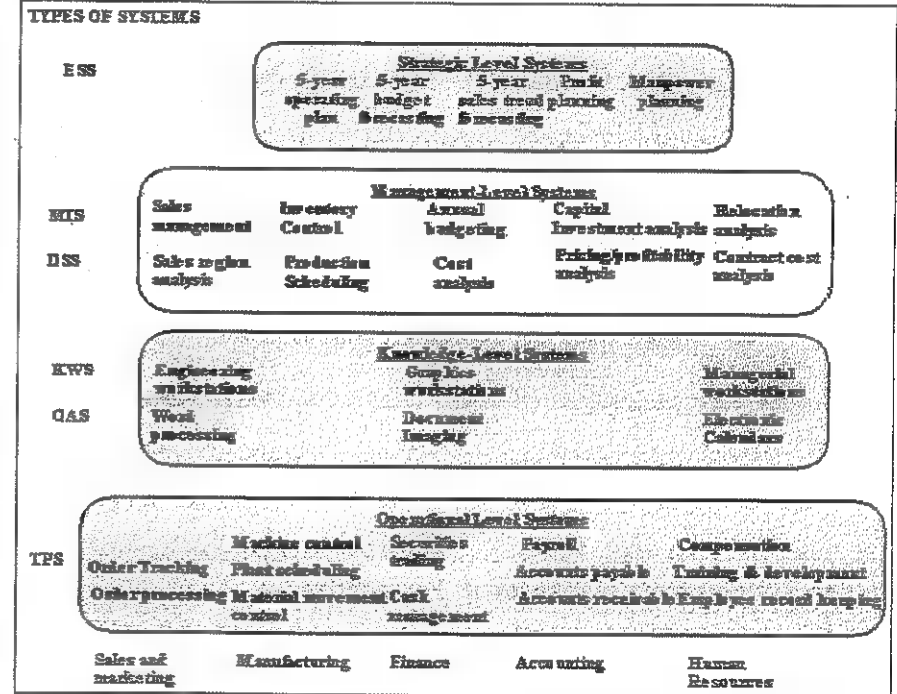 TYPES OF SYSTEMS
ESS
Strategic Level Systems
5-year 5-year 5-year Profit Manpower
operating budget sales trend planning planning
plan forecasting forecasting
Management-Level Systems
MIS
Sales Inventory Annual Capital Relocation
management Control budgeting Investment analysis analysis
DSS
Sales region Production Cost Pricing/profitability Contract cost
analysis Scheduling analysis analysis analysis
Knowledge-Level Systems
KWS
Engineering Graphics Managerial
workstations workstations workstations
OAS
Word Document Electronic
processing Imaging Calendars
Operational Level Systems
TPS
Machine control Securities Payroll Compensation
trading
Order Tracking Plant scheduling Accounts payable Training & development
Order processing Material movement Cash Accounts receivable Employee record keeping
control management
Sales and Manufacturing Finance Accounting Human
marketing Resources